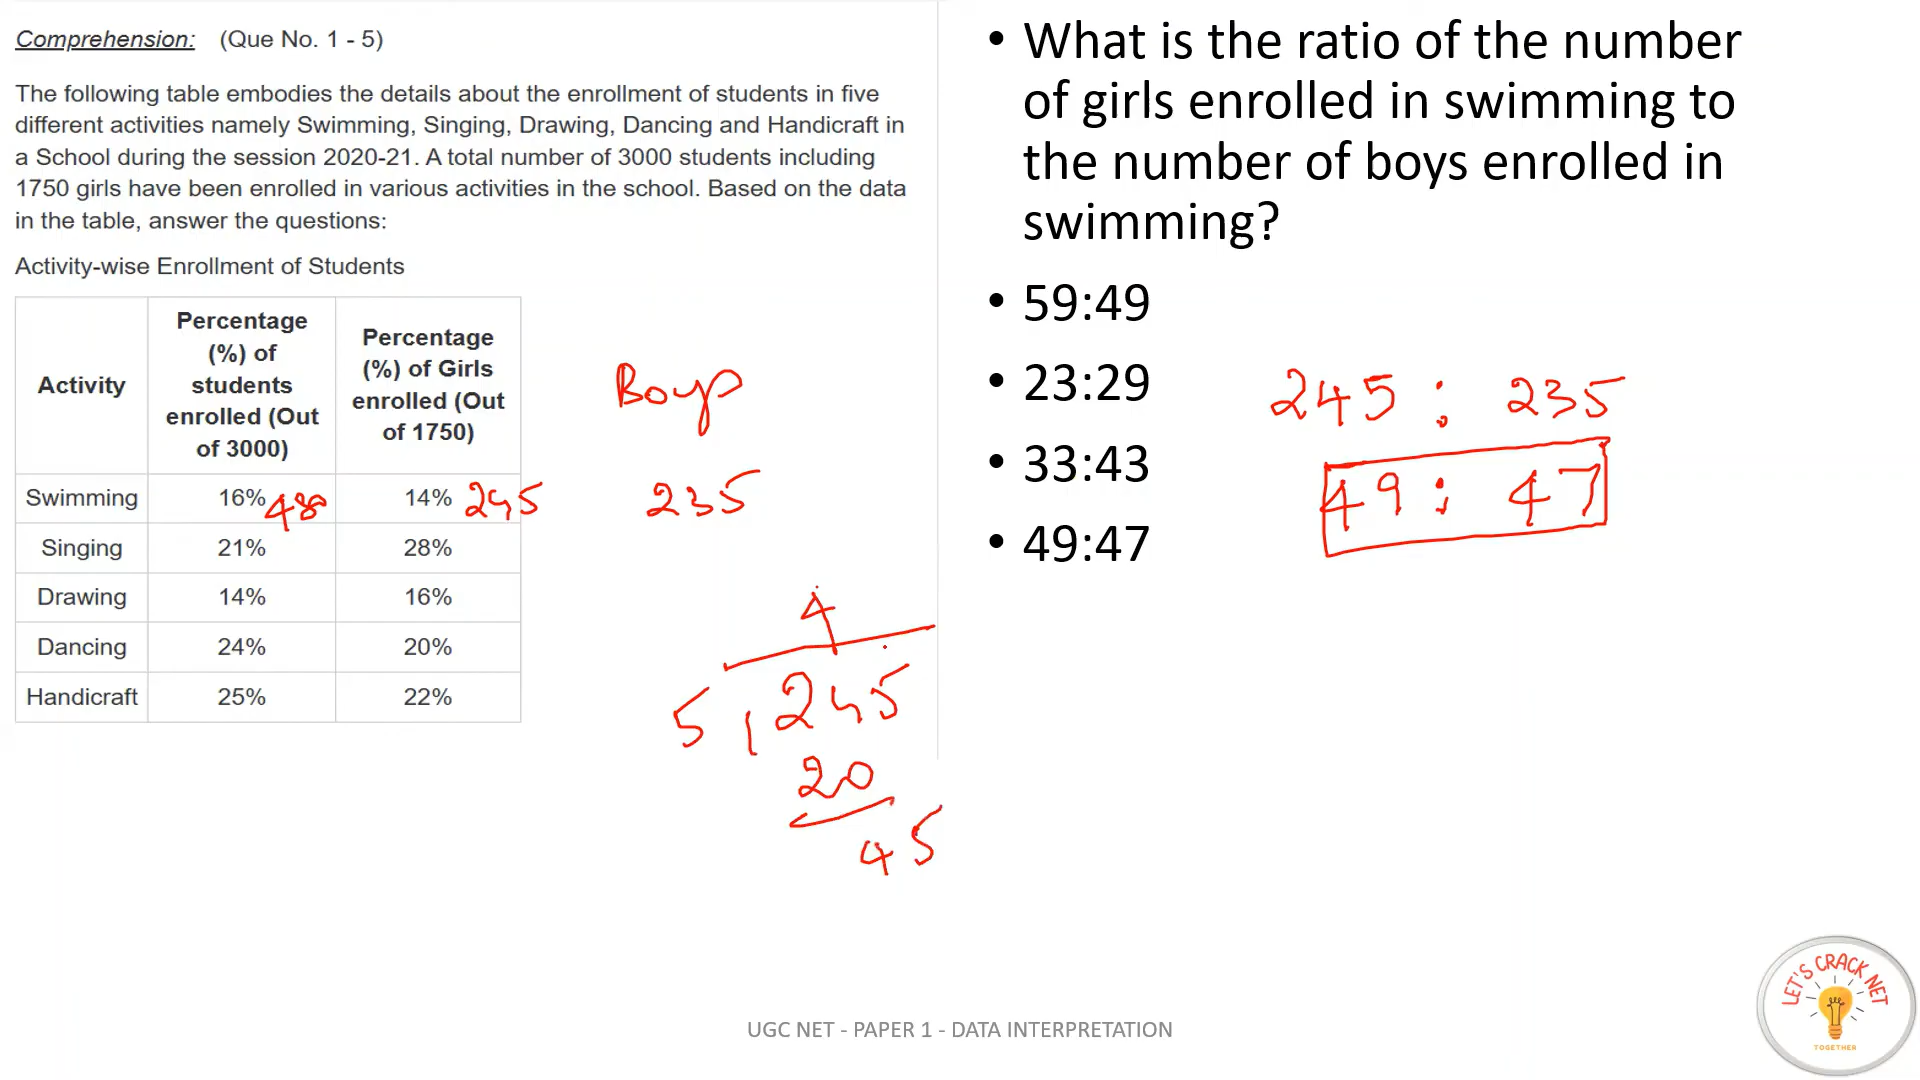 Comprehension: (Que No. 1 - 5)
The following table embodies the details about the enrollment of students in five
different activities namely Swimming, Singing, Drawing, Dancing and Handicraft in
a School during the session 2020-21. A total number of 3000 students including
1750 girls have been enrolled in various activities in the school. Based on the data
in the table, answer the questions:
Activity-wise Enrollment of Students
Activity
Percentage
(%) of
students
enrolled (Out
of 3000)
Percentage
(%) of Girls
enrolled (Out
of 1750)
Swimming 16% 480 14% 245
Singing 21% 28%
Drawing 14% 16%
Dancing 24% 20%
Handicraft 25% 22%
Boys
235
4
5 245
20
45
• What is the ratio of the number
of girls enrolled in swimming to
the number of boys enrolled in
swimming?
• 59:49
• 23:29
• 33:43
• 49:47
245 : 235
49 : 47
UGC NET - PAPER 1 - DATA INTERPRETATION
LET'S CRACK NET
TOGETHER